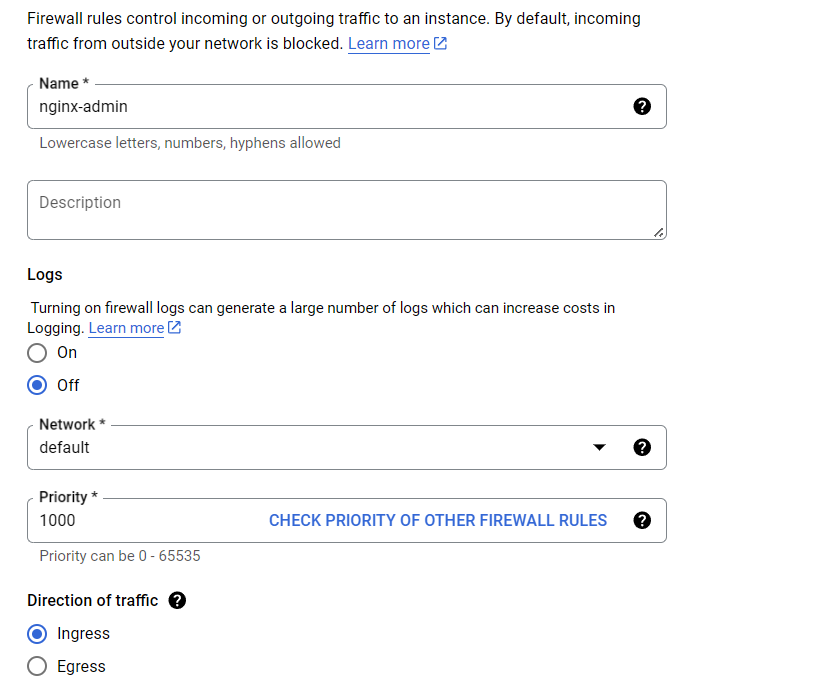 Firewall rules control incoming or outgoing traffic to an instance. By default, incoming
traffic from outside your network is blocked. Learn more
Name *
nginx-admin
Lowercase letters, numbers, hyphens allowed
Description
Logs
Turning on firewall logs can generate a large number of logs which can increase costs in
Logging. Learn more
On
Off
Network *
default
Priority *
1000 CHECK PRIORITY OF OTHER FIREWALL RULES
Priority can be 0 - 65535
Direction of traffic
Ingress
Egress